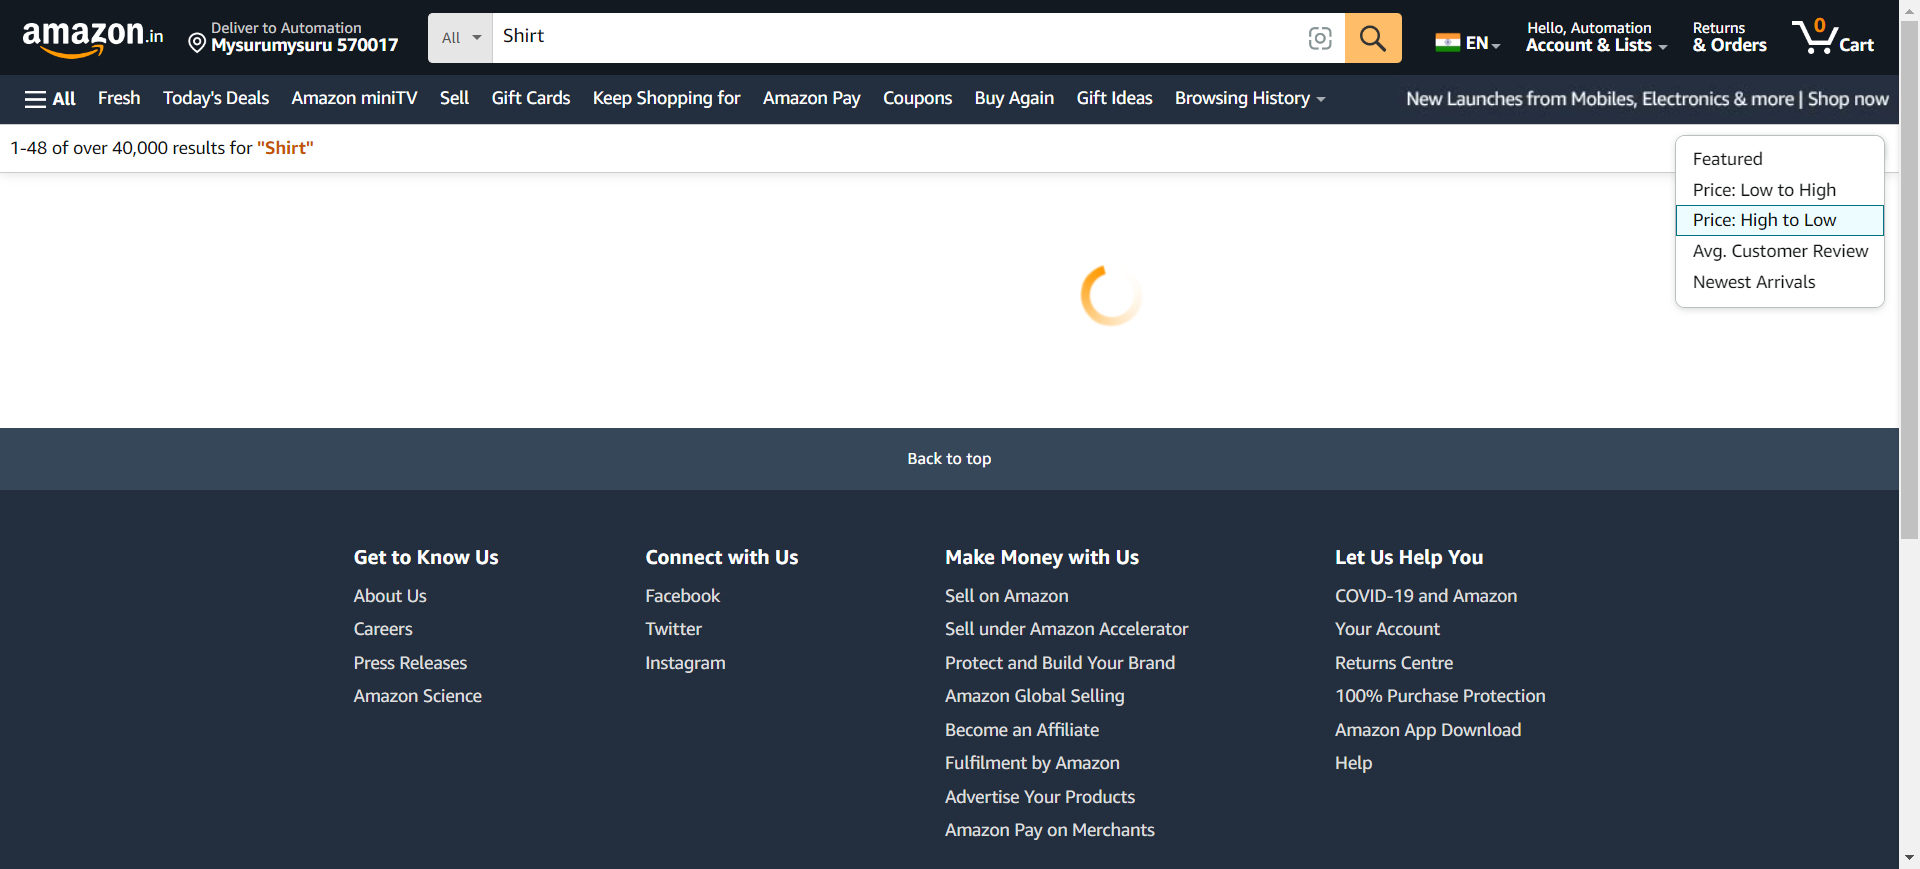 amazon.in
Deliver to Automation
Mysurumysuru 570017
All
Shirt
EN
Hello, Automation
Account & Lists
Returns
& Orders
0
Cart
All
Fresh
Today's Deals
Amazon miniTV
Sell
Gift Cards
Keep Shopping for
Amazon Pay
Coupons
Buy Again
Gift Ideas
Browsing History
New Launches from Mobiles, Electronics & more | Shop now
1-48 of over 40,000 results for "Shirt"
Featured
Price: Low to High
Price: High to Low
Avg. Customer Review
Newest Arrivals
Back to top
Get to Know Us
About Us
Careers
Press Releases
Amazon Science
Connect with Us
Facebook
Twitter
Instagram
Make Money with Us
Sell on Amazon
Sell under Amazon Accelerator
Protect and Build Your Brand
Amazon Global Selling
Become an Affiliate
Fulfilment by Amazon
Advertise Your Products
Amazon Pay on Merchants
Let Us Help You
COVID-19 and Amazon
Your Account
Returns Centre
100% Purchase Protection
Amazon App Download
Help